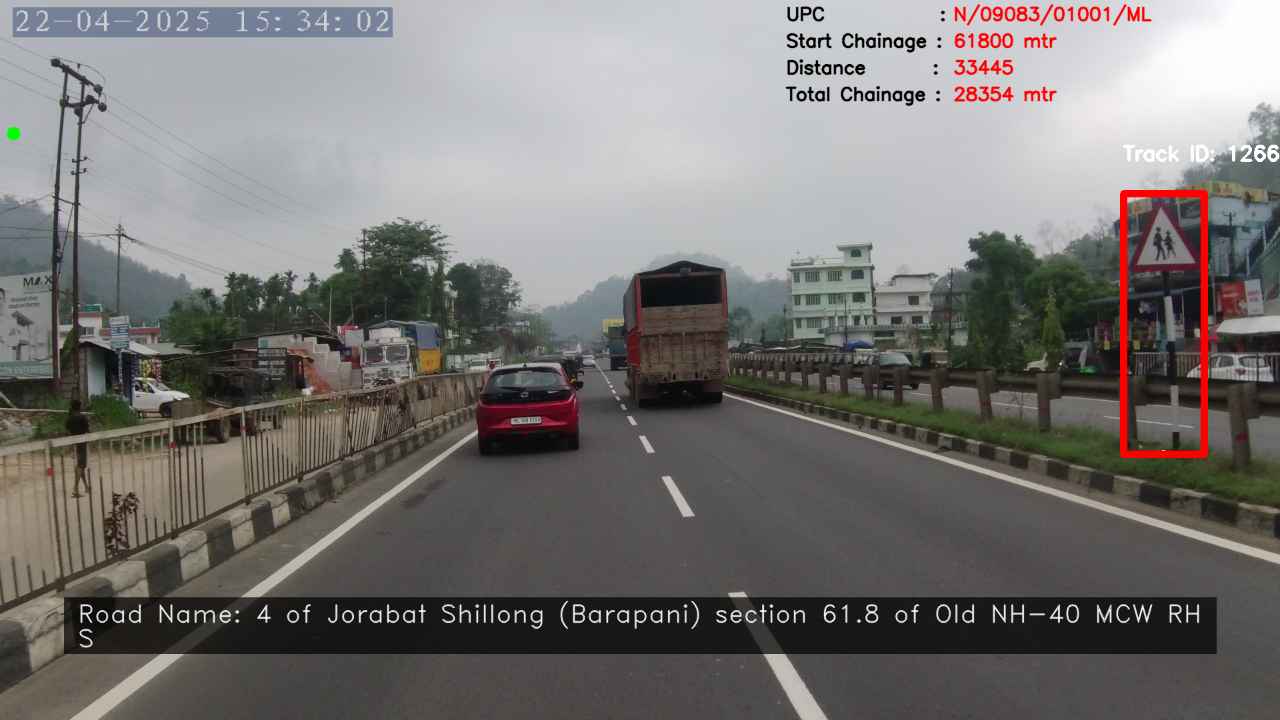 22-04-2025 15:34:02
UPC : N/09083/01001/ML
Start Chainage : 61800 mtr
Distance : 33445
Total Chainage : 28354 mtr
Track ID: 1266
MAX
Road Name: 4 of Jorabat Shillong (Barapani) section 61.8 of Old NH-40 MCW RH
S